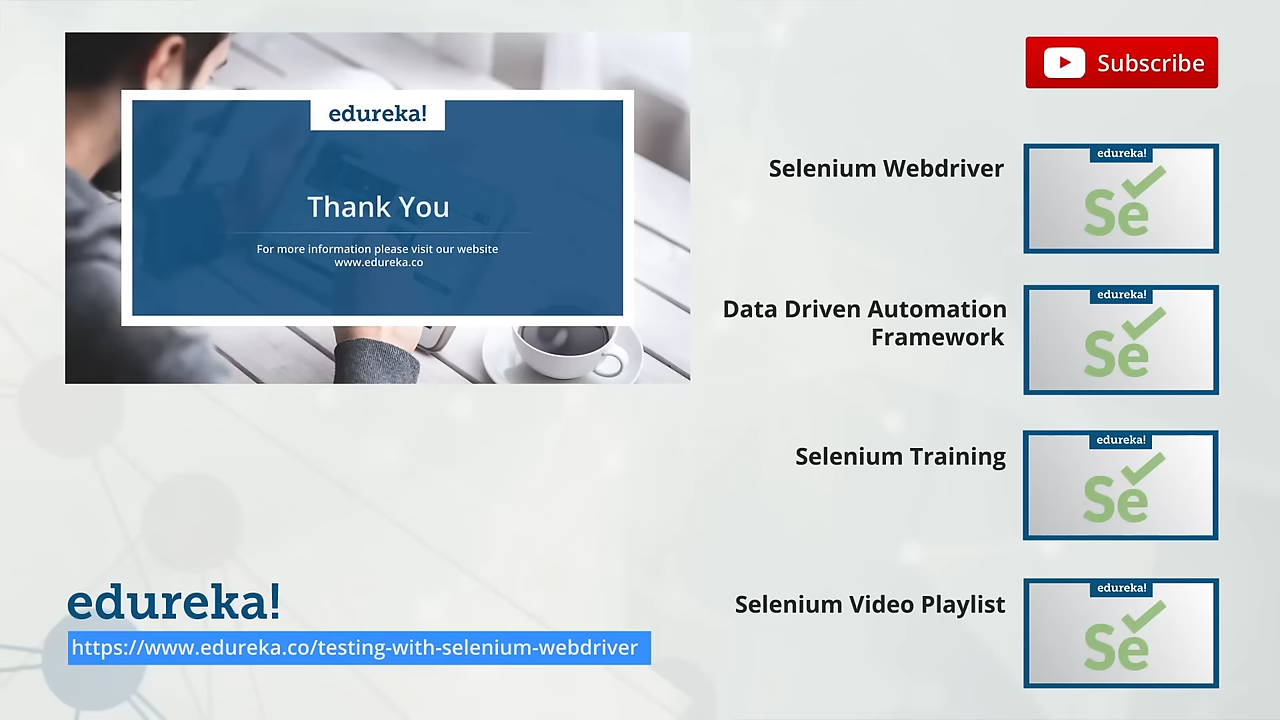 edureka!
Thank You
For more information please visit our website
www.edureka.co
Subscribe
Selenium Webdriver
edureka!
Se
Data Driven Automation
Framework
edureka!
Se
Selenium Training
edureka!
Se
Selenium Video Playlist
edureka!
Se
edureka!
https://www.edureka.co/testing-with-selenium-webdriver